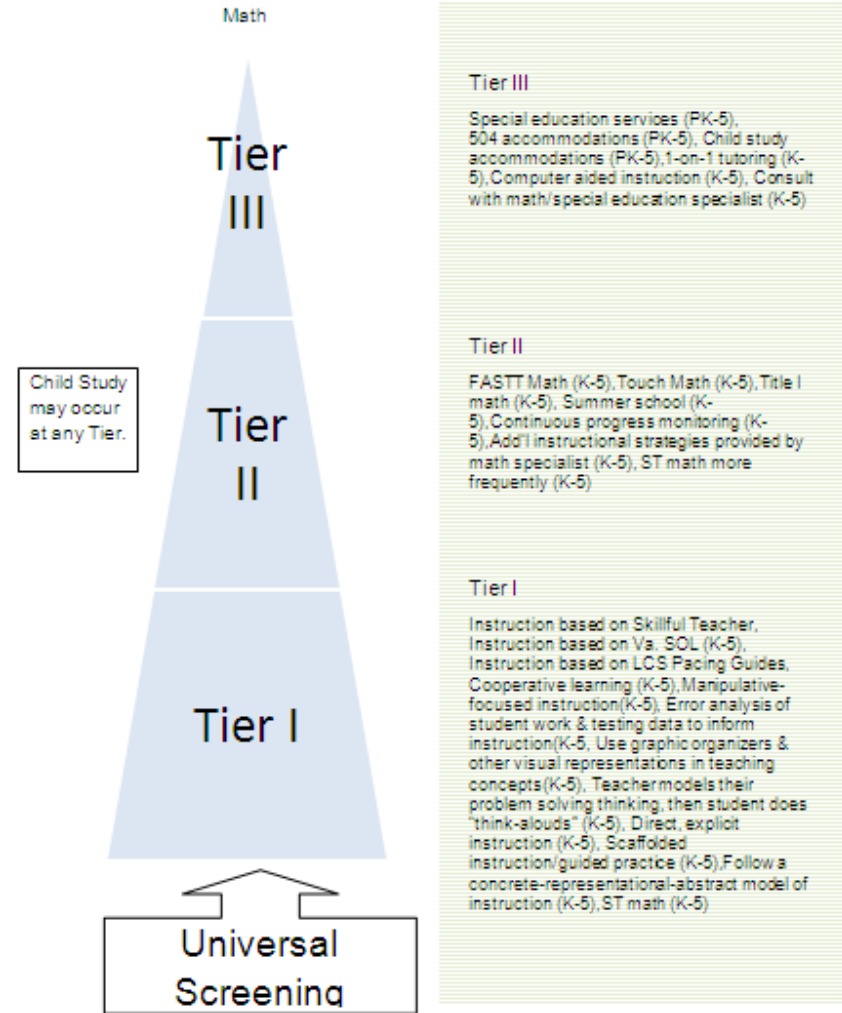 Math
Tier
III
Tier
II
Tier I
Child Study
may occur
at any Tier.
Universal
Screening
Tier III
Special education services (PK-5),
504 accommodations (PK-5), Child study
accommodations (PK-5),1-on-1 tutoring (K-
5),Computer aided instruction (K-5), Consult
with math/special education specialist (K-5)
Tier II
FASTT Math (K-5),Touch Math (K-5),Title I
math (K-5), Summer school (K-
5),Continuous progress monitoring (K-
5),Add'l instructional strategies provided by
math specialist (K-5), ST math more
frequently (K-5)
Tier I
Instruction based on Skillful Teacher,
Instruction based on Va. SOL (K-5),
Instruction based on LCS Pacing Guides,
Cooperative learning (K-5),Manipulative-
focused instruction(K-5), Error analysis of
student work & testing data to inform
instruction(K-5, Use graphic organizers &
other visual representations in teaching
concepts(K-5), Teacher models their
problem solving thinking, then student does
"think-alouds" (K-5), Direct, explicit
instruction (K-5), Scaffolded
instruction/guided practice (K-5),Follow a
concrete-representational-abstract model of
instruction (K-5),ST math (K-5)